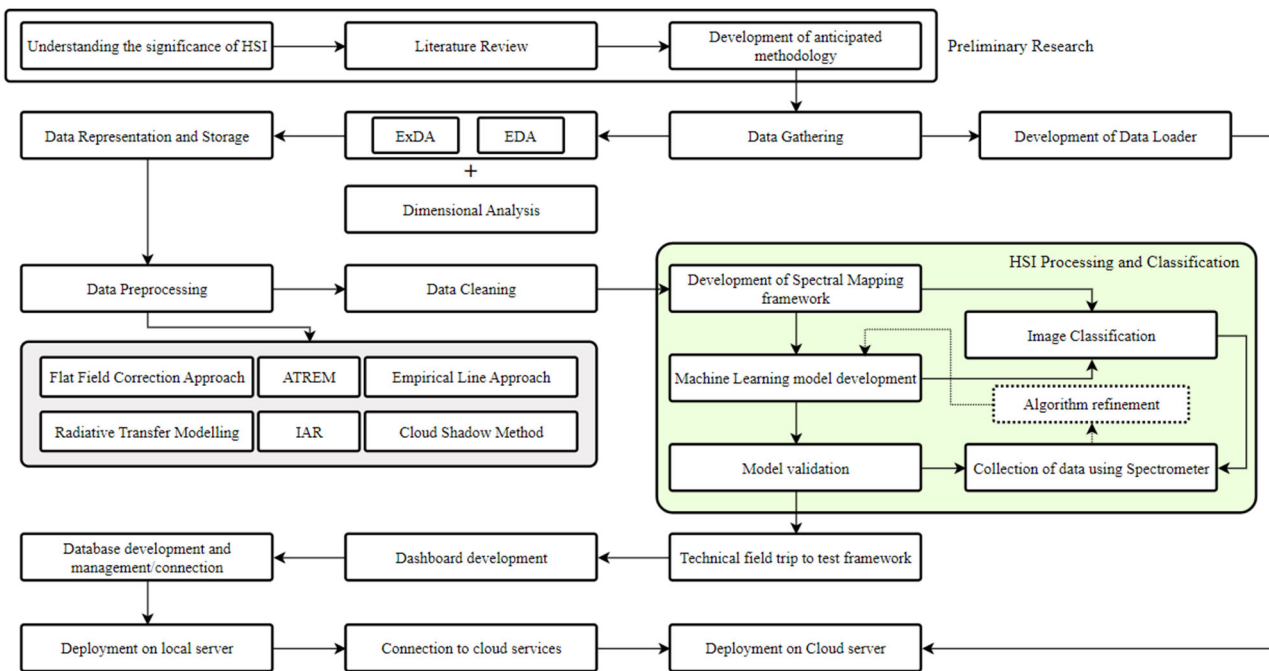 Understanding the significance of HSI
Literature Review
Development of anticipated
methodology
Preliminary Research
Data Representation and Storage
ExDA
EDA
Data Gathering
Development of Data Loader
+
Dimensional Analysis
HSI Processing and Classification
Data Preprocessing
Data Cleaning
Development of Spectral Mapping
framework
Image Classification
Flat Field Correction Approach
ATREM
Empirical Line Approach
Machine Learning model development
Algorithm refinement
Radiative Transfer Modelling
IAR
Cloud Shadow Method
Model validation
Collection of data using Spectrometer
Database development and
management/connection
Dashboard development
Technical field trip to test framework
Deployment on local server
Connection to cloud services
Deployment on Cloud server